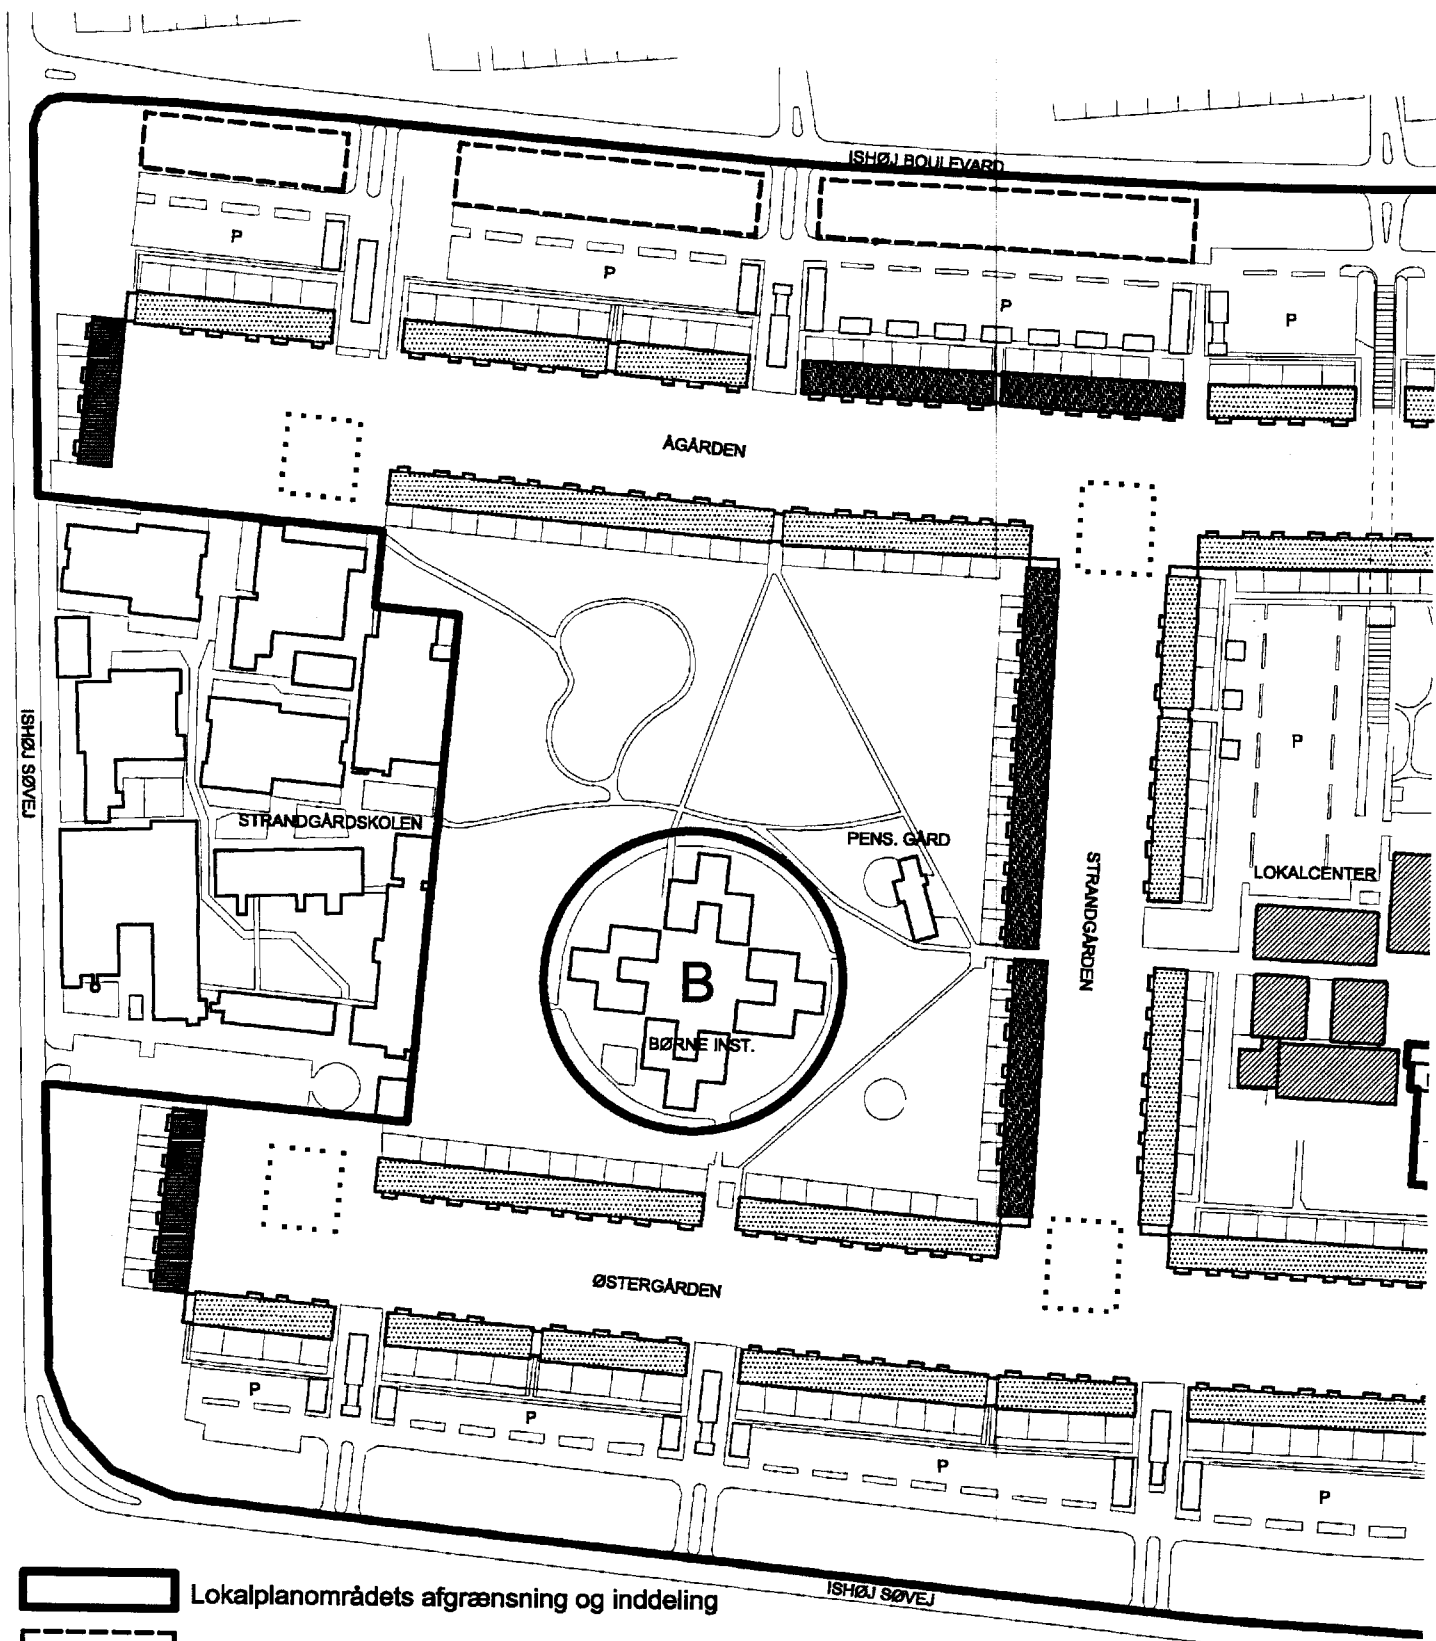 ISHØJ BOULEVARD
P
P
P
P
ÅGÅRDEN
ISHØJ SØVEJ
P
STRANDGÅRDSKOLEN
PENS. GÅRD
STRANDGÅRDEN
LOKALCENTER
B
BØRNE INST.
ØSTERGÅRDEN
P
P
P
P
ISHØJ SØVEJ
Lokalplanområdets afgrænsning og inddeling